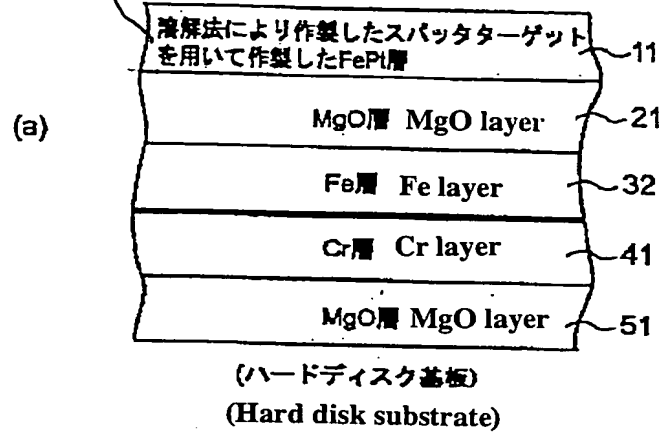 溶解法により作製したスパッタターゲット
を用いて作製したFePt層
11
(a)
MgO層 MgO layer
21
Fe層 Fe layer
32
Cr層 Cr layer
41
MgO層 MgO layer
51
(ハードディスク基板)
(Hard disk substrate)